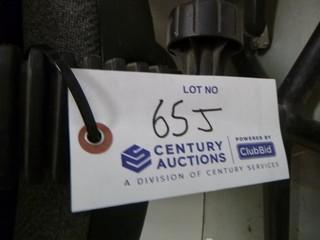 LOT NO
65J
CENTURY AUCTIONS
POWERED BY
ClubBid
A DIVISION OF CENTURY SERVICES